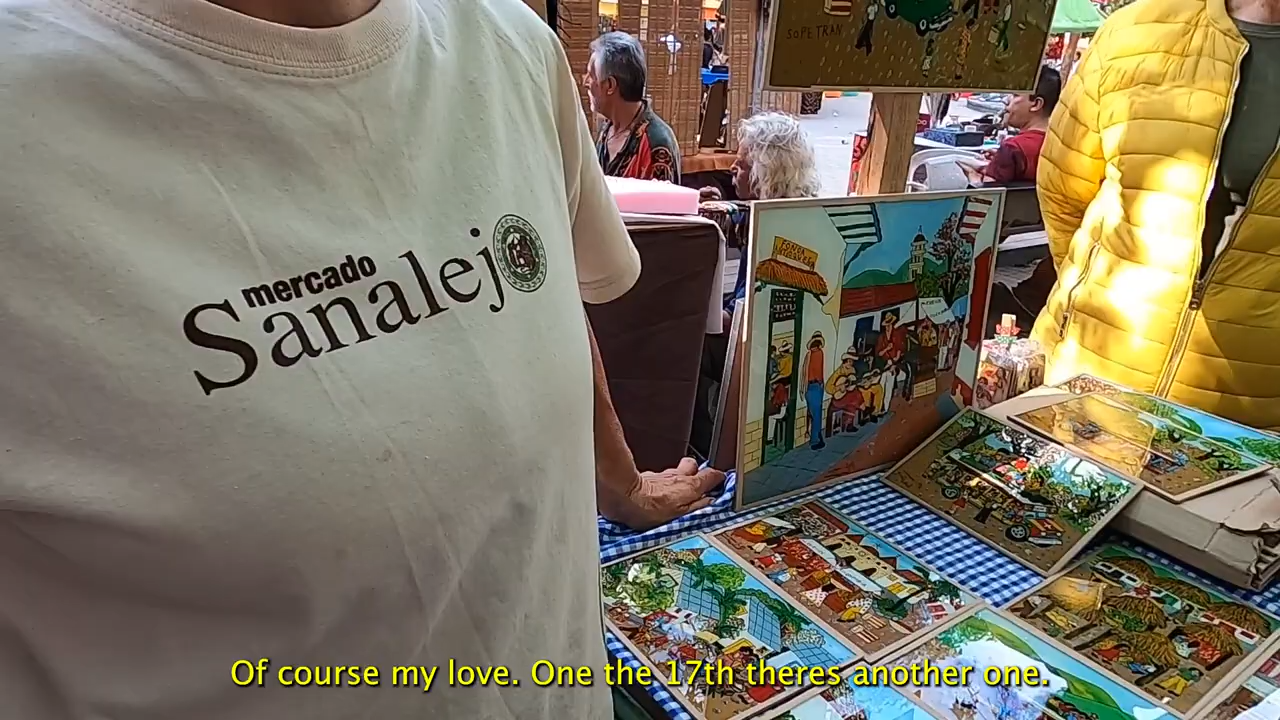 SOPETRAN
mercado
Sanalejo
Of course my love. One the 17th theres another one.